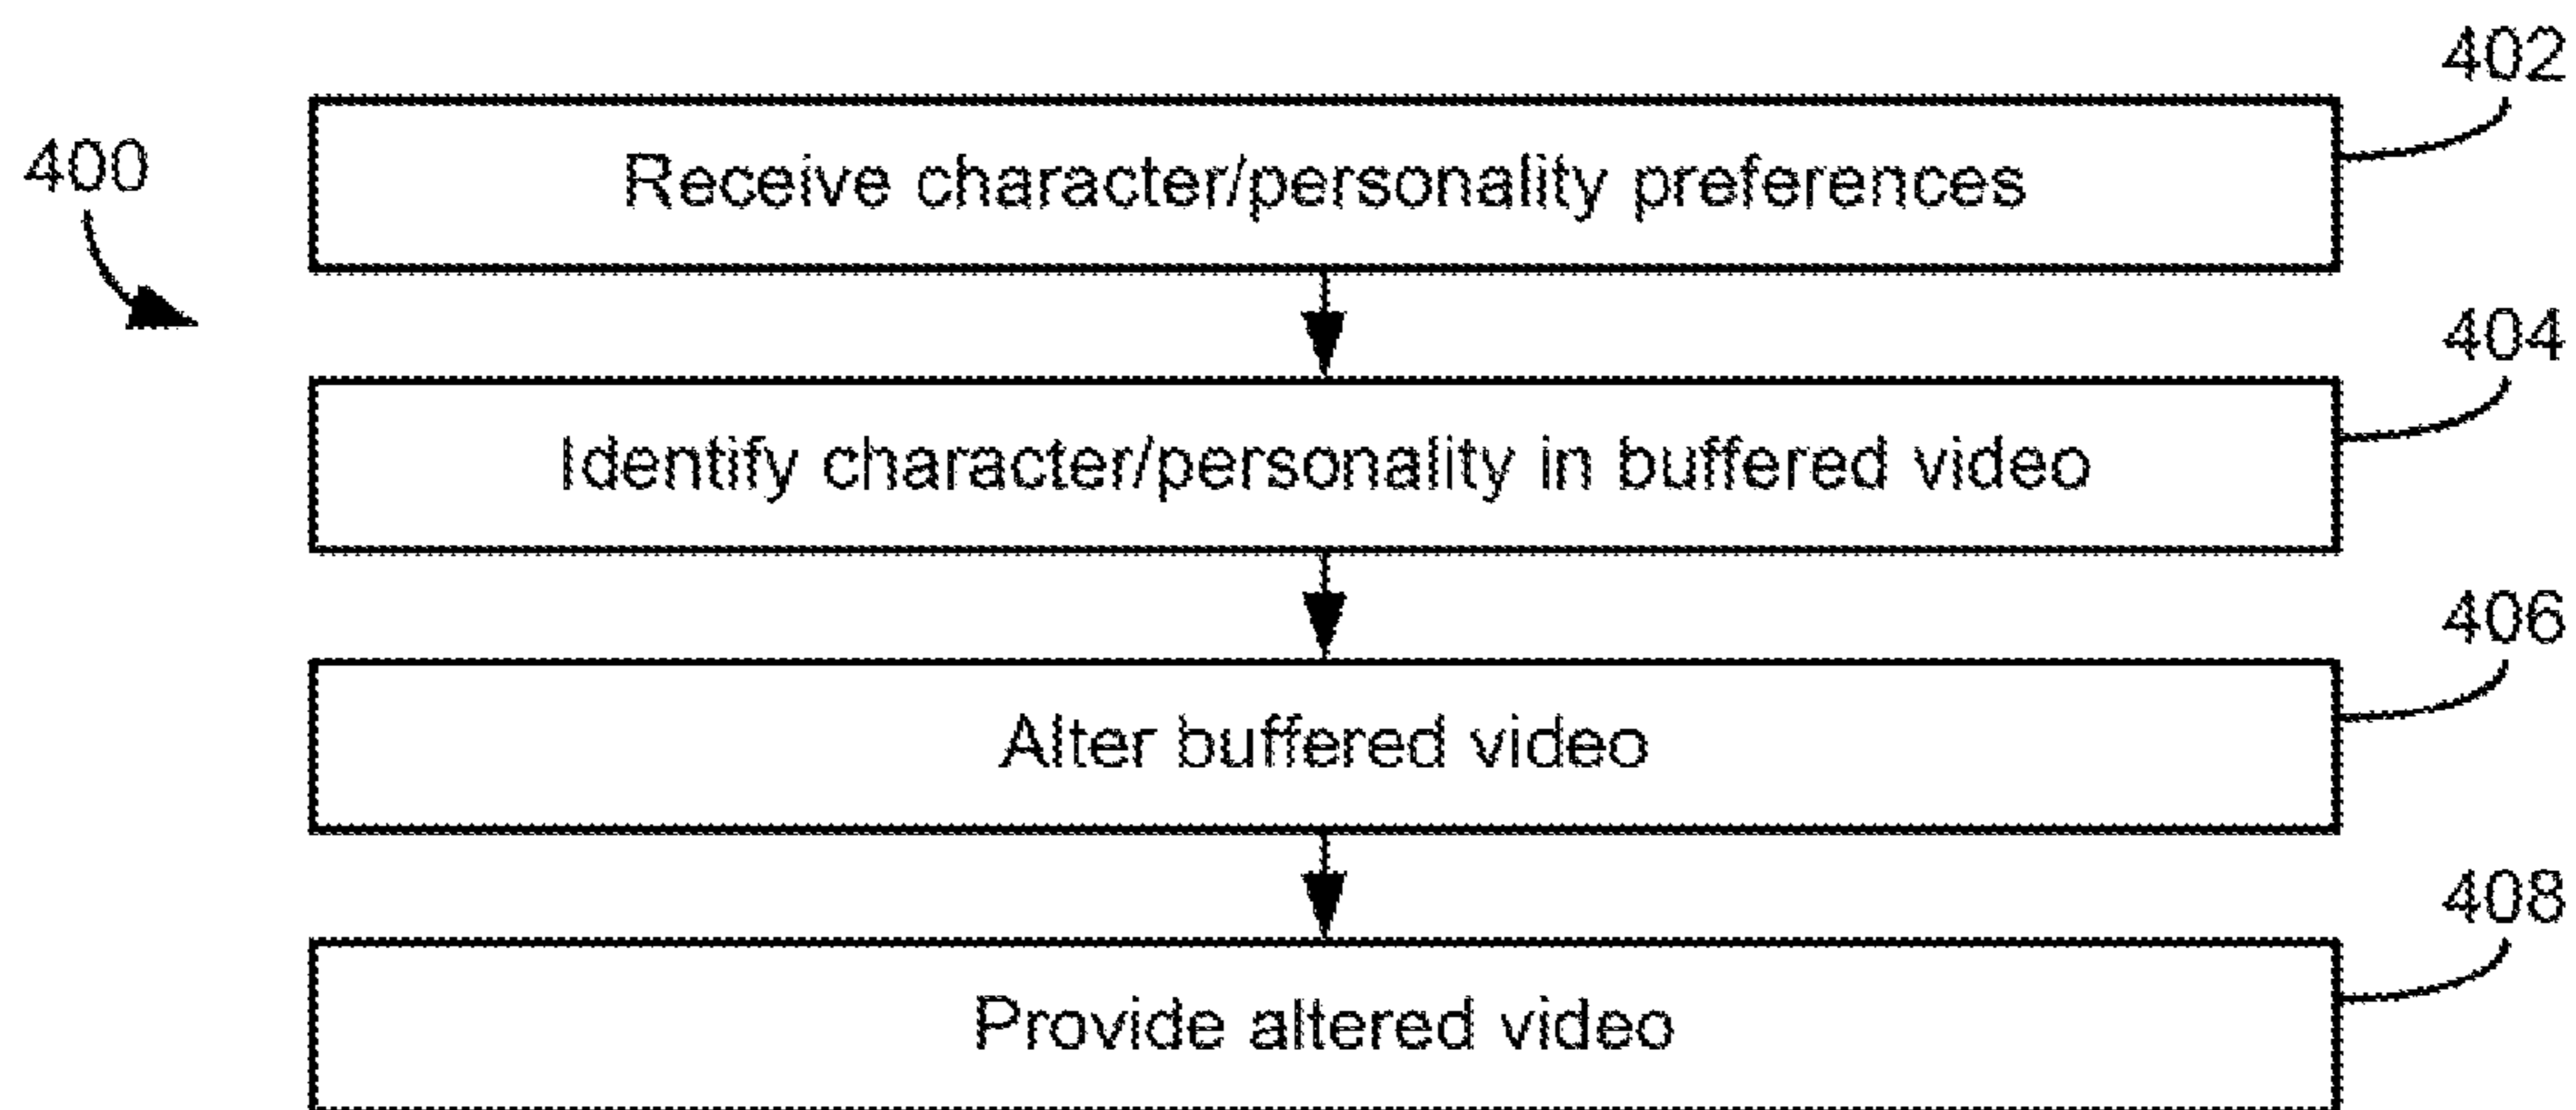 402
400
Receive character/personality preferences
404
Identify character/personality in buffered video
406
Alter buffered video
408
Provide altered video